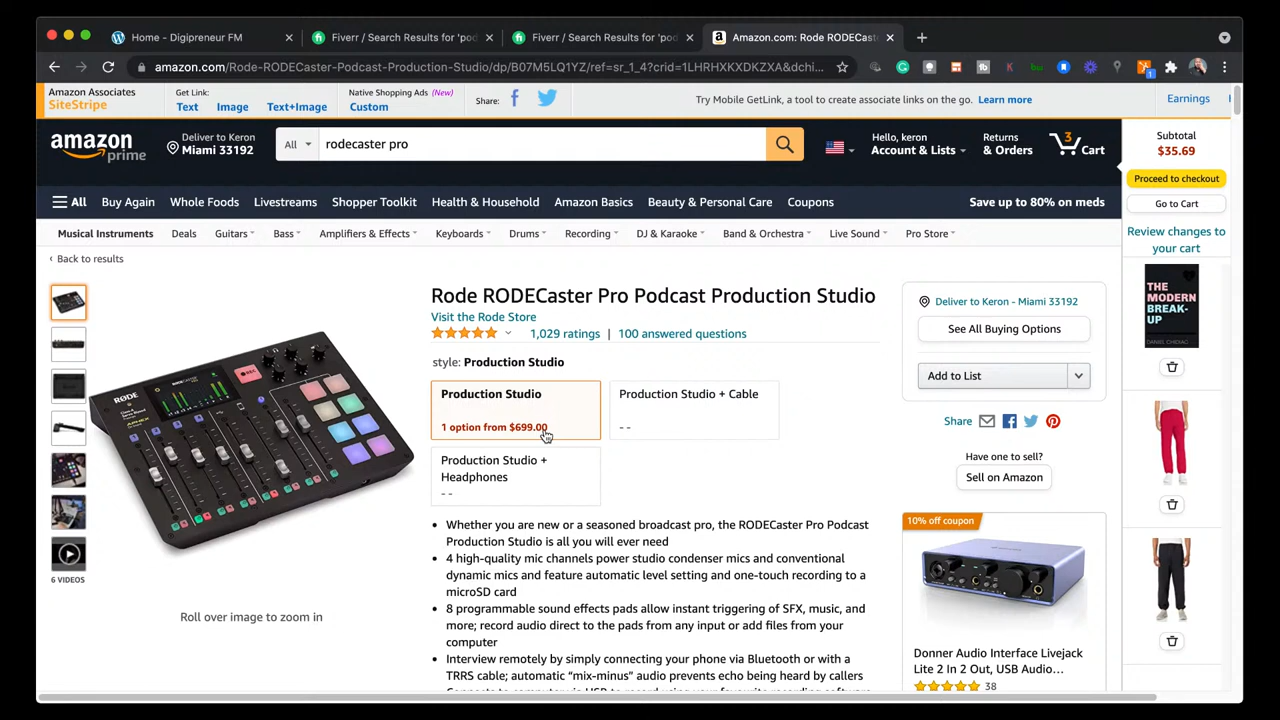 Home - Digipreneur FM
Fiverr / Search Results for 'pod
Fiverr / Search Results for 'pod
Amazon.com: Rode RODECaste
amazon.com/Rode-RODECaster-Podcast-Production-Studio/dp/B07M5LQ1YZ/ref=sr_1_4?crid=1LHRHXKXDKZXA&dchi...
Amazon Associates
SiteStripe
Get Link:
Text Image Text+Image
Native Shopping Ads (New)
Custom
Share:
Try Mobile GetLink, a tool to create associate links on the go. Learn more
Earnings
amazon
prime
Deliver to Keron
Miami 33192
All
rodecaster pro
Hello, keron
Account & Lists
Returns
& Orders
3
Cart
Subtotal
$35.69
Proceed to checkout
Go to Cart
Review changes to
your cart
All Buy Again Whole Foods Livestreams Shopper Toolkit Health & Household Amazon Basics Beauty & Personal Care Coupons
Save up to 80% on meds
Musical Instruments Deals Guitars Bass Amplifiers & Effects Keyboards Drums Recording DJ & Karaoke Band & Orchestra Live Sound Pro Store
‹ Back to results
Rode RODECaster Pro Podcast Production Studio
Visit the Rode Store
1,029 ratings | 100 answered questions
style: Production Studio
Production Studio
1 option from $699.00
Production Studio + Cable
- -
Production Studio +
Headphones
- -
• Whether you are new or a seasoned broadcast pro, the RODECaster Pro Podcast
Production Studio is all you will ever need
• 4 high-quality mic channels power studio condenser mics and conventional
dynamic mics and feature automatic level setting and one-touch recording to a
microSD card
• 8 programmable sound effects pads allow instant triggering of SFX, music, and
more; record audio direct to the pads from any input or add files from your
computer
• Interview remotely by simply connecting your phone via Bluetooth or with a
TRRS cable; automatic "mix-minus" audio prevents echo being heard by callers
RØDE
6 VIDEOS
Roll over image to zoom in
Deliver to Keron - Miami 33192
See All Buying Options
Add to List
Share
Have one to sell?
Sell on Amazon
10% off coupon
Donner Audio Interface Livejack
Lite 2 In 2 Out, USB Audio...
38
THE
MODERN
BREAK-
UP
DANIEL CHIDIAC